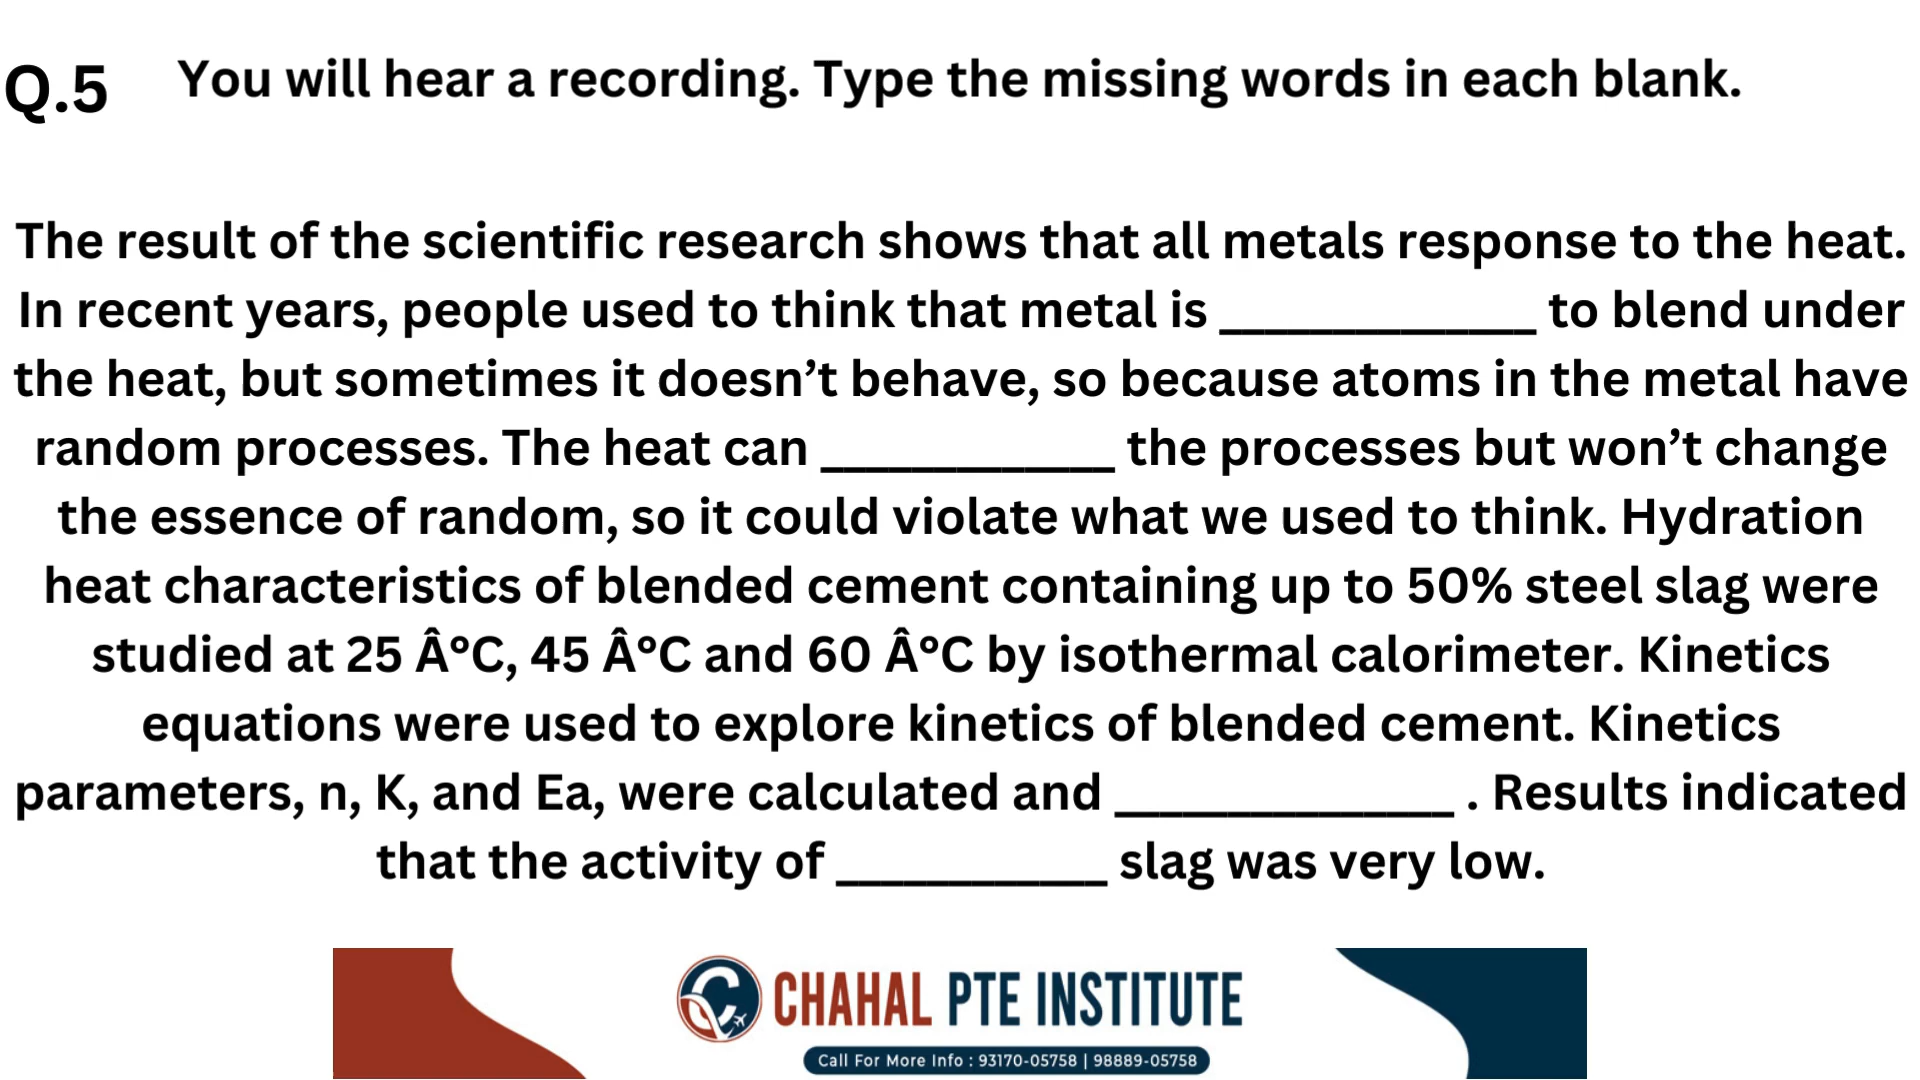 Q.5 You will hear a recording. Type the missing words in each blank.
The result of the scientific research shows that all metals response to the heat.
In recent years, people used to think that metal is ______________ to blend under
the heat, but sometimes it doesn’t behave, so because atoms in the metal have
random processes. The heat can _____________ the processes but won’t change
the essence of random, so it could violate what we used to think. Hydration
heat characteristics of blended cement containing up to 50% steel slag were
studied at 25 Â°C, 45 Â°C and 60 Â°C by isothermal calorimeter. Kinetics
equations were used to explore kinetics of blended cement. Kinetics
parameters, n, K, and Ea, were calculated and _______________ . Results indicated
that the activity of ____________ slag was very low.
CHAHAL PTE INSTITUTE
Call For More Info : 93170-05758 | 98889-05758